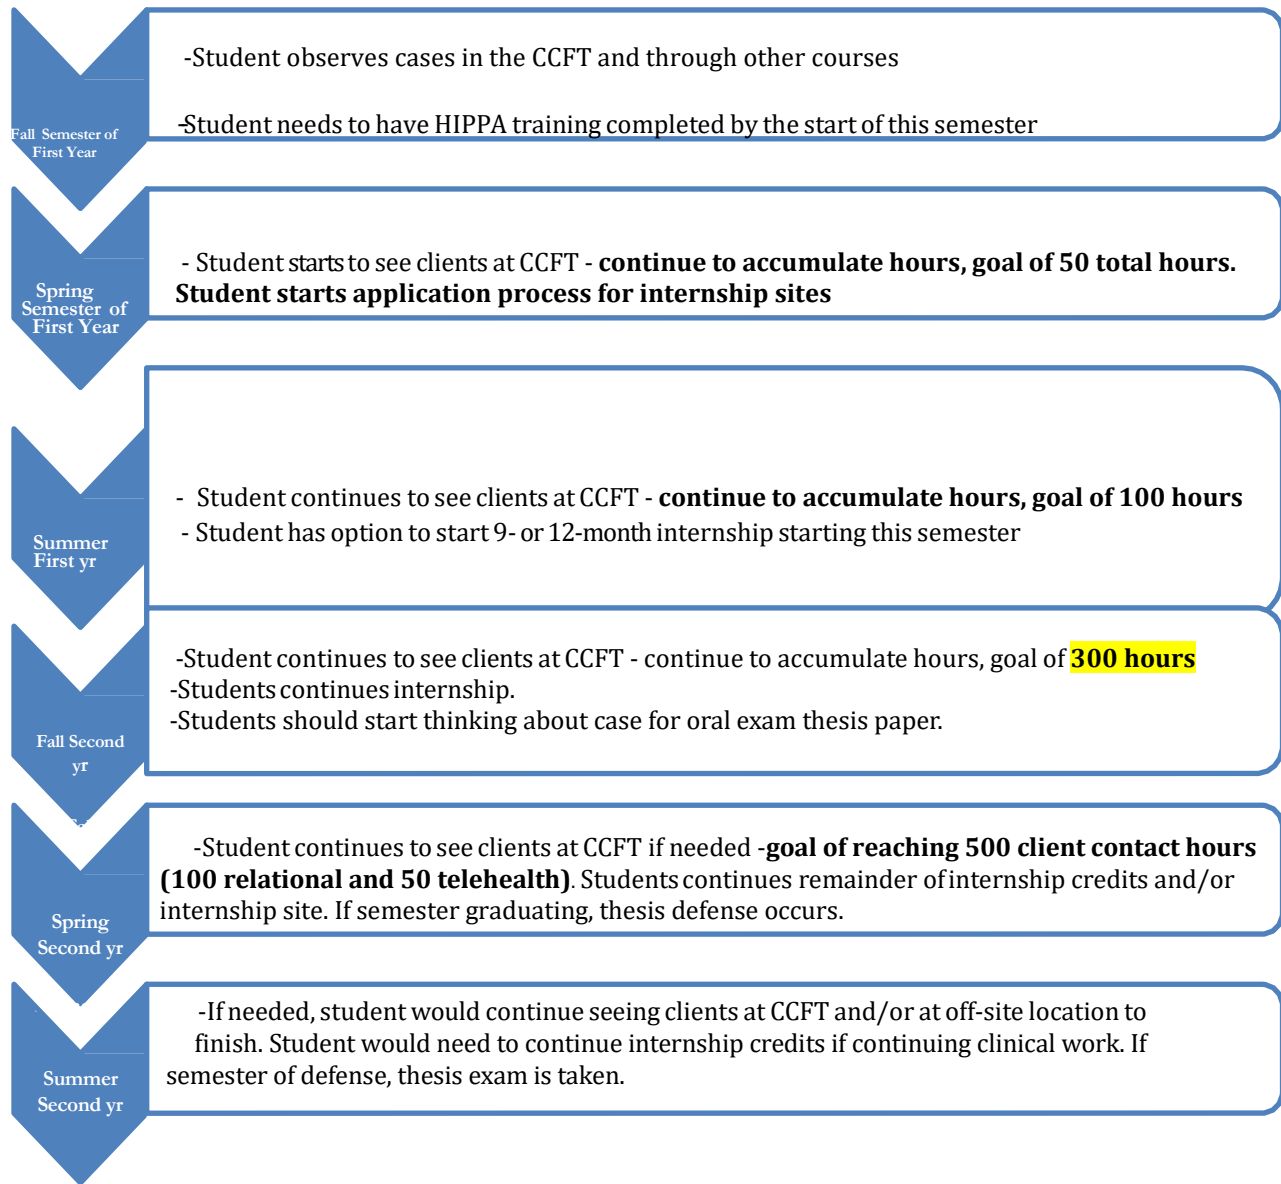 -Student observes cases in the CCFT and through other courses
-Student needs to have HIPPA training completed by the start of this semester
Fall Semester of
First Year
- Student starts to see clients at CCFT - continue to accumulate hours, goal of 50 total hours.
Student starts application process for internship sites
Spring
Semester of
First Year
- Student continues to see clients at CCFT - continue to accumulate hours, goal of 100 hours
- Student has option to start 9- or 12-month internship starting this semester
Summer
First yr
-Student continues to see clients at CCFT - continue to accumulate hours, goal of 300 hours
-Students continues internship.
-Students should start thinking about case for oral exam thesis paper.
Fall Second
yr
-Student continues to see clients at CCFT if needed -goal of reaching 500 client contact hours
(100 relational and 50 telehealth). Students continues remainder of internship credits and/or
internship site. If semester graduating, thesis defense occurs.
Spring
Second yr
-If needed, student would continue seeing clients at CCFT and/or at off-site location to
finish. Student would need to continue internship credits if continuing clinical work. If
semester of defense, thesis exam is taken.
Summer
Second yr